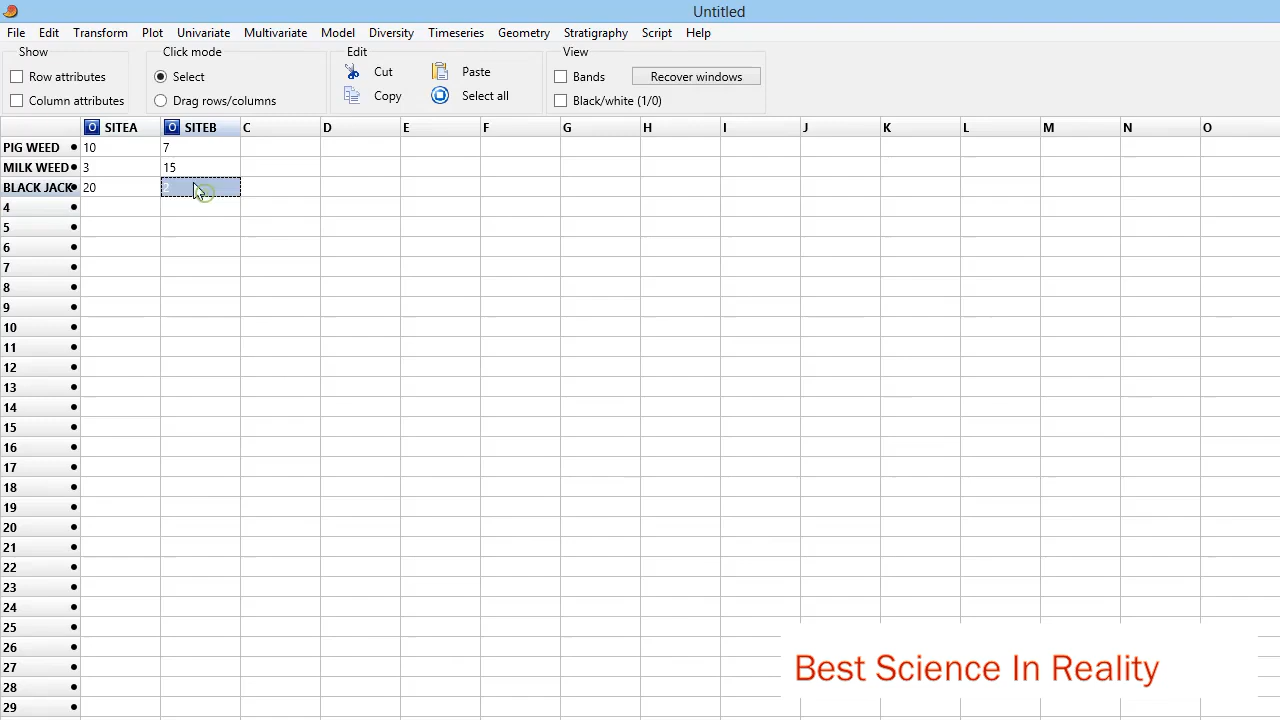 Untitled
File Edit Transform Plot Univariate Multivariate Model Diversity Timeseries Geometry Stratigraphy Script Help
Show Click mode Edit View
Row attributes Select Cut Paste Bands Recover windows
Column attributes Drag rows/columns Copy Select all Black/white (1/0)
O SITEA O SITEB C D E F G H I J K L M N O
PIG WEED 10 7
MILK WEED 3 15
BLACK JACK 20 2
4
5
6
7
8
9
10
11
12
13
14
15
16
17
18
19
20
21
22
23
24
25
26
27
28
29
Best Science In Reality